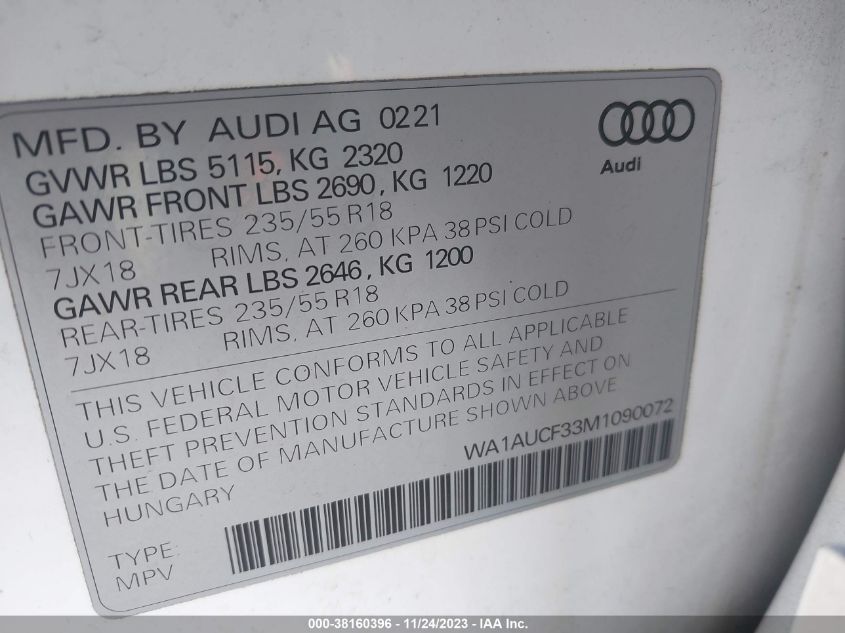 MFD. BY AUDI AG 0221
Audi
GVWR LBS 5115, KG 2320
GAWR FRONT LBS 2690, KG 1220
FRONT-TIRES 235/55 R18
7JX18 RIMS, AT 260 KPA 38 PSI COLD
GAWR REAR LBS 2646, KG 1200
REAR-TIRES 235/55 R18
7JX18 RIMS, AT 260 KPA 38 PSI COLD
THIS VEHICLE CONFORMS TO ALL APPLICABLE
U.S. FEDERAL MOTOR VEHICLE SAFETY AND
THEFT PREVENTION STANDARDS IN EFFECT ON
THE DATE OF MANUFACTURE SHOWN ABOVE
HUNGARY
WA1AUCF33M1090072
TYPE:
MPV
000-38160396 - 11/24/2023 - IAA Inc.